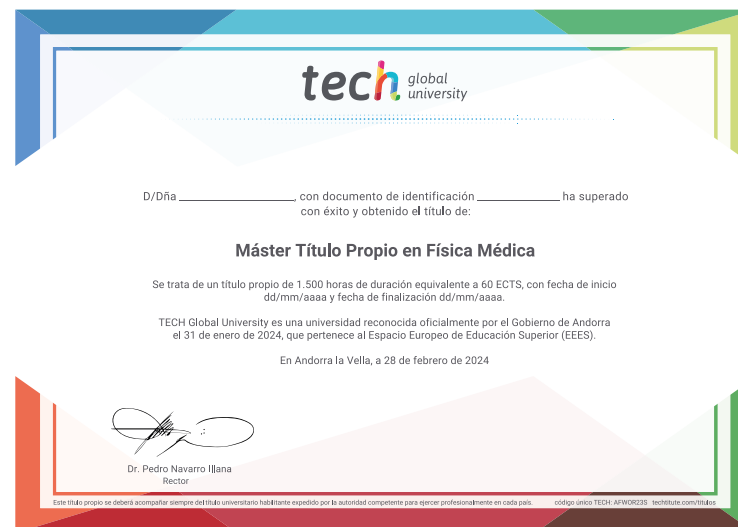 tech global
university
D/Dña ____________________, con documento de identificación ______________ ha superado
con éxito y obtenido el título de:
Máster Título Propio en Física Médica
Se trata de un título propio de 1.500 horas de duración equivalente a 60 ECTS, con fecha de inicio
dd/mm/aaaa y fecha de finalización dd/mm/aaaa.
TECH Global University es una universidad reconocida oficialmente por el Gobierno de Andorra
el 31 de enero de 2024, que pertenece al Espacio Europeo de Educación Superior (EEES).
En Andorra la Vella, a 28 de febrero de 2024
Dr. Pedro Navarro Illana
Rector
Este título propio se deberá acompañar siempre del título universitario habilitante expedido por la autoridad competente para ejercer profesionalmente en cada país. código único TECH: AFWOR23S techtitute.com/titulos